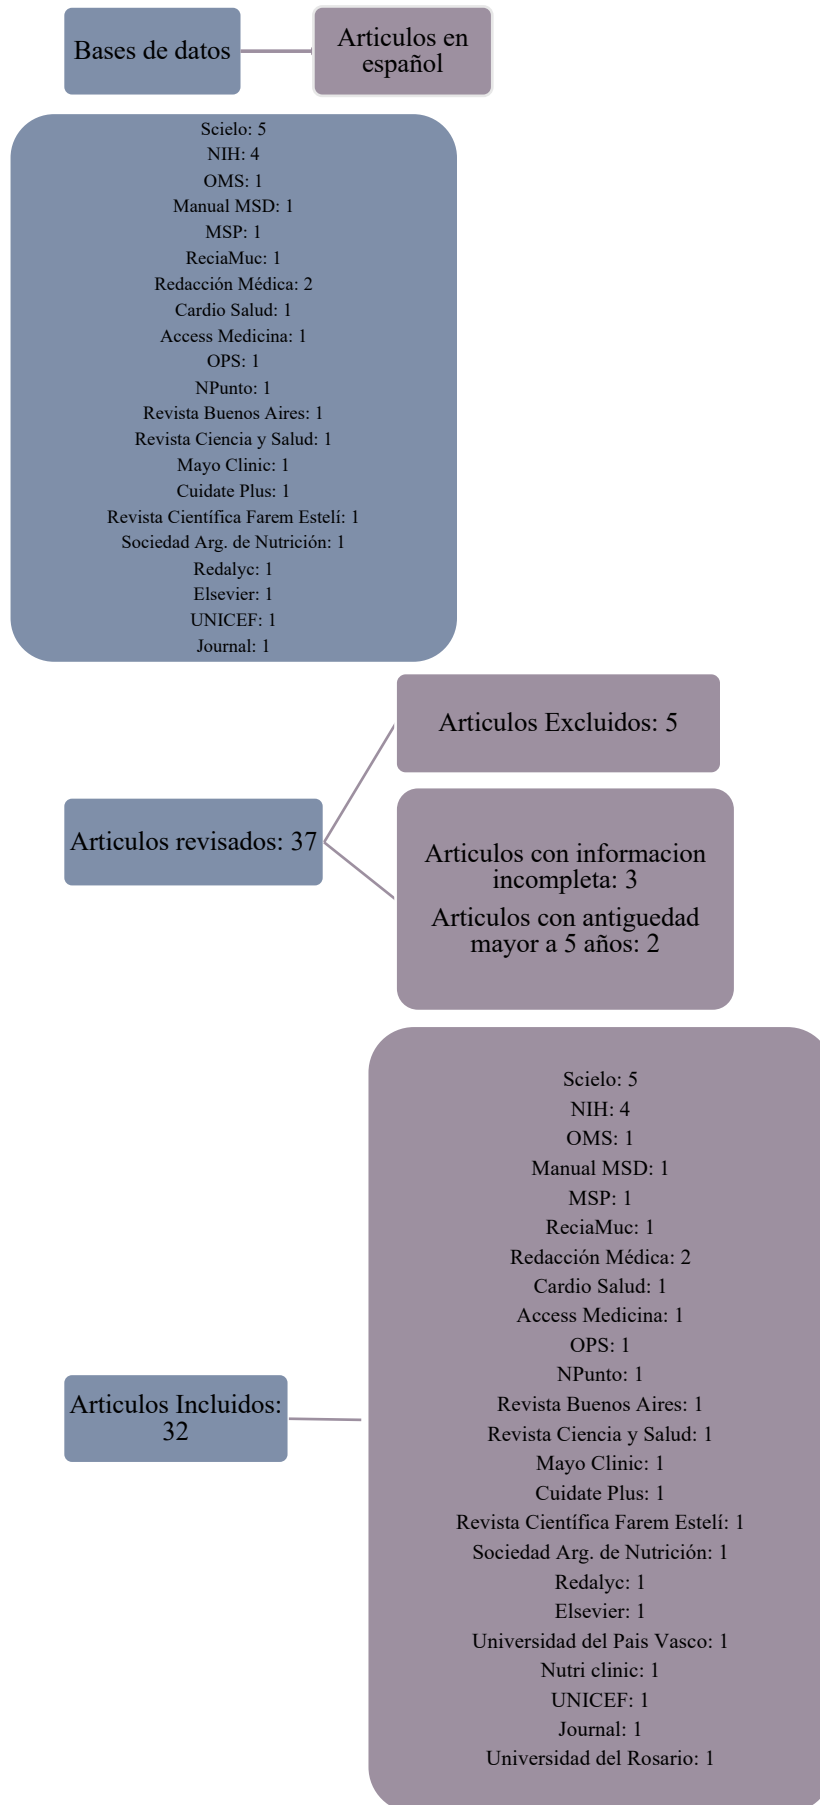 Bases de datos
Articulos en
español
Scielo: 5
NIH: 4
OMS: 1
Manual MSD: 1
MSP: 1
ReciaMuc: 1
Redacción Médica: 2
Cardio Salud: 1
Access Medicina: 1
OPS: 1
NPunto: 1
Revista Buenos Aires: 1
Revista Ciencia y Salud: 1
Mayo Clinic: 1
Cuidate Plus: 1
Revista Científica Farem Estelí: 1
Sociedad Arg. de Nutrición: 1
Redalyc: 1
Elsevier: 1
UNICEF: 1
Journal: 1
Articulos Excluidos: 5
Articulos revisados: 37
Articulos con informacion
incompleta: 3
Articulos con antiguedad
mayor a 5 años: 2
Articulos Incluidos:
32
Scielo: 5
NIH: 4
OMS: 1
Manual MSD: 1
MSP: 1
ReciaMuc: 1
Redacción Médica: 2
Cardio Salud: 1
Access Medicina: 1
OPS: 1
NPunto: 1
Revista Buenos Aires: 1
Revista Ciencia y Salud: 1
Mayo Clinic: 1
Cuidate Plus: 1
Revista Científica Farem Estelí: 1
Sociedad Arg. de Nutrición: 1
Redalyc: 1
Elsevier: 1
Universidad del Pais Vasco: 1
Nutri clinic: 1
UNICEF: 1
Journal: 1
Universidad del Rosario: 1